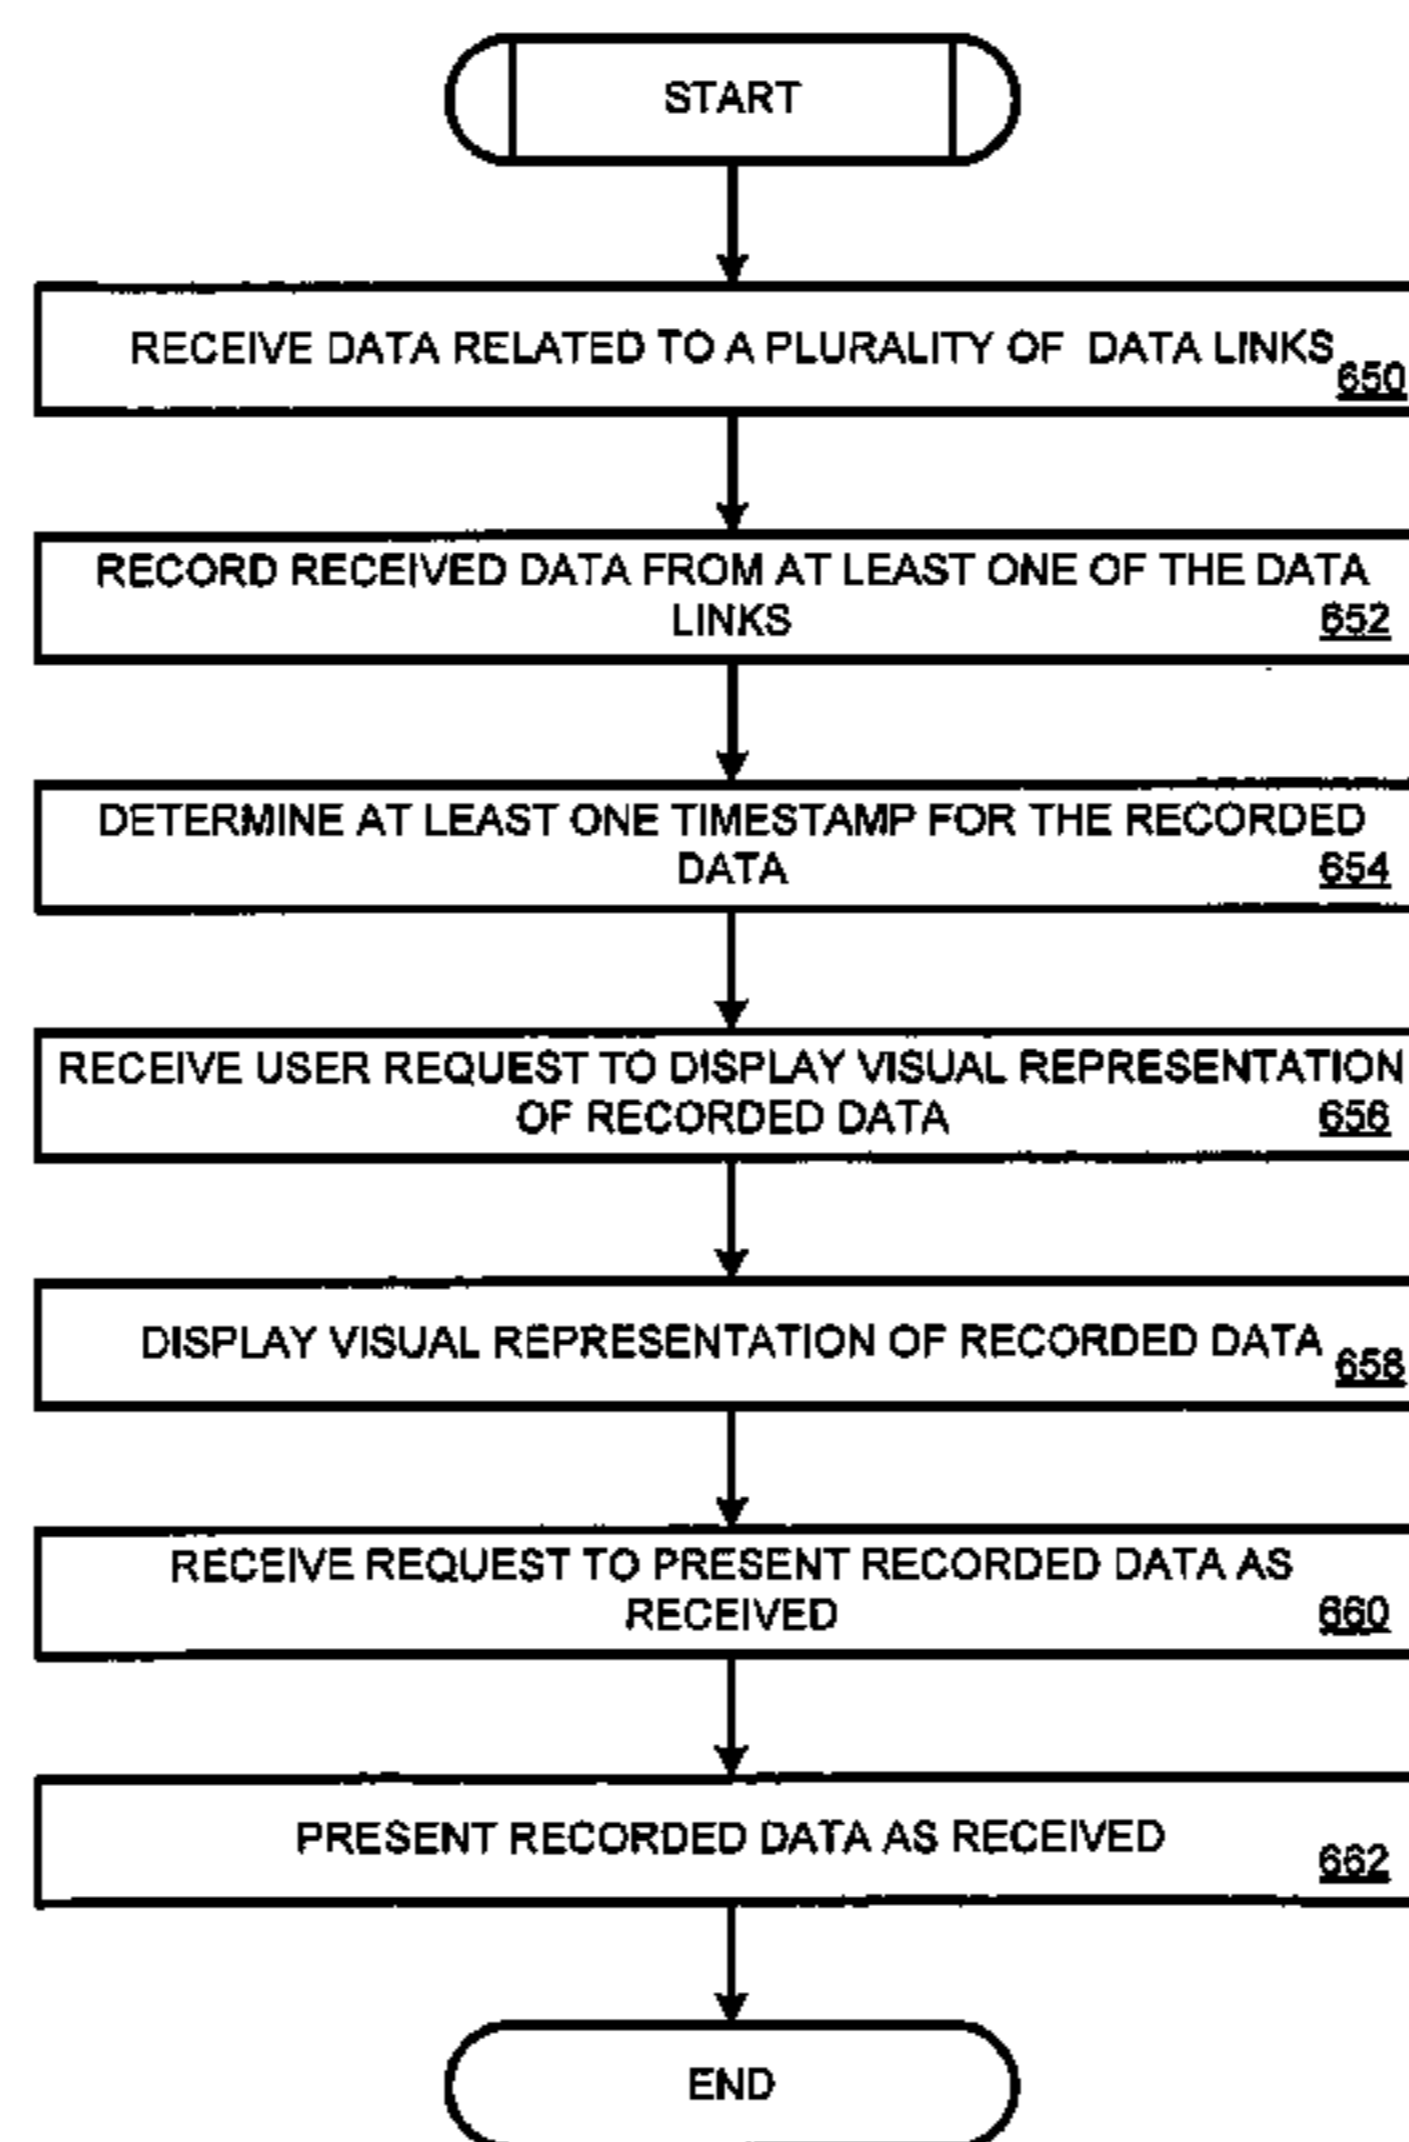 START
RECEIVE DATA RELATED TO A PLURALITY OF DATA LINKS
650
RECORD RECEIVED DATA FROM AT LEAST ONE OF THE DATA
LINKS 652
DETERMINE AT LEAST ONE TIMESTAMP FOR THE RECORDED
DATA 654
RECEIVE USER REQUEST TO DISPLAY VISUAL REPRESENTATION
OF RECORDED DATA 656
DISPLAY VISUAL REPRESENTATION OF RECORDED DATA
658
RECEIVE REQUEST TO PRESENT RECORDED DATA AS
RECEIVED 660
PRESENT RECORDED DATA AS RECEIVED
662
END